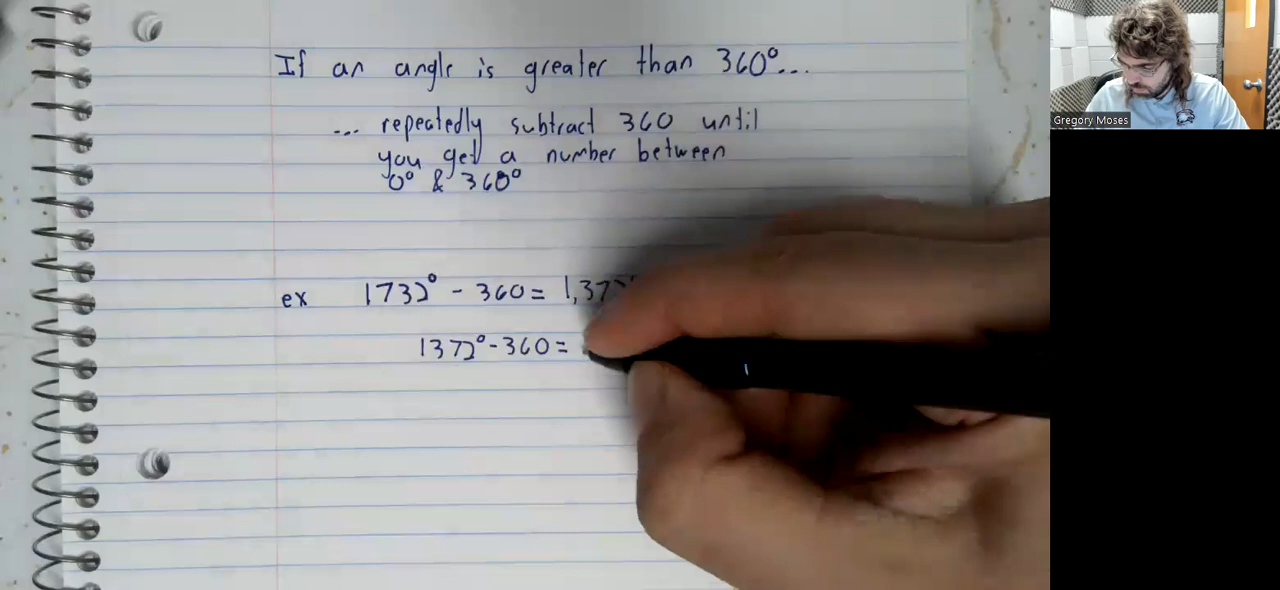 If an angle is greater than 360°...
... repeatedly subtract 360 until
you get a number between
0° & 360°
ex 1732° - 360 = 1,372°
1372° - 360 =
Gregory Moses